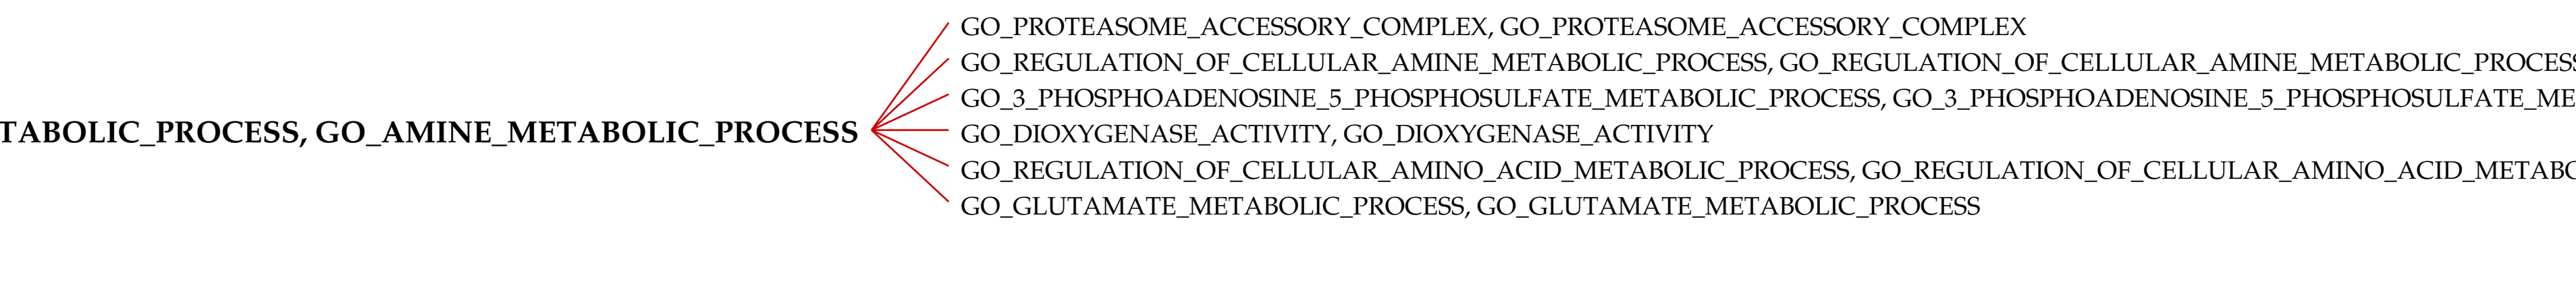 GO_PROTEASOME_ACCESSORY_COMPLEX, GO_PROTEASOME_ACCESSORY_COMPLEX
GO_REGULATION_OF_CELLULAR_AMINE_METABOLIC_PROCESS, GO_REGULATION_OF_CELLULAR_AMINE_METABOLIC_PROCESS
GO_3_PHOSPHOADENOSINE_5_PHOSPHOSULFATE_METABOLIC_PROCESS, GO_3_PHOSPHOADENOSINE_5_PHOSPHOSULFATE_ME
TABOLIC_PROCESS, GO_AMINE_METABOLIC_PROCESS
GO_DIOXYGENASE_ACTIVITY, GO_DIOXYGENASE_ACTIVITY
GO_REGULATION_OF_CELLULAR_AMINO_ACID_METABOLIC_PROCESS, GO_REGULATION_OF_CELLULAR_AMINO_ACID_METABO
GO_GLUTAMATE_METABOLIC_PROCESS, GO_GLUTAMATE_METABOLIC_PROCESS